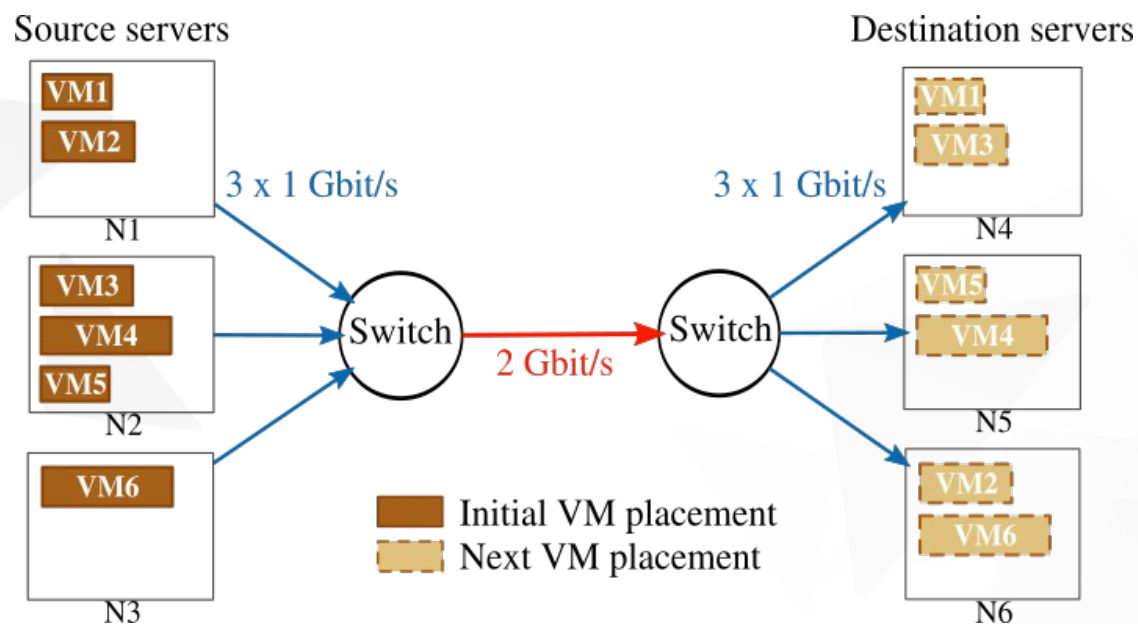 Source servers
VM1
VM2
N1
VM3
VM4
VM5
N2
VM6
N3
3 x 1 Gbit/s
Switch
2 Gbit/s
Switch
3 x 1 Gbit/s
Destination servers
VM1
VM3
N4
VM5
VM4
N5
VM2
VM6
N6
Initial VM placement
Next VM placement